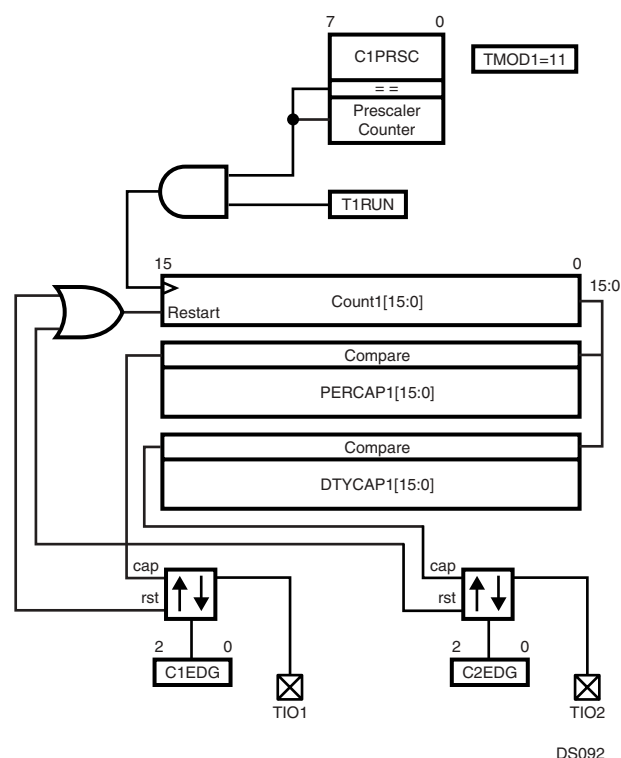 7 0
C1PRSC
TMOD1=11
= =
Prescaler
Counter
T1RUN
15 0
15:0
Count1[15:0]
Restart
Compare
PERCAP1[15:0]
Compare
DTYCAP1[15:0]
cap
cap
rst
rst
2 0
2 0
C1EDG
C2EDG
TIO1
TIO2
DS092